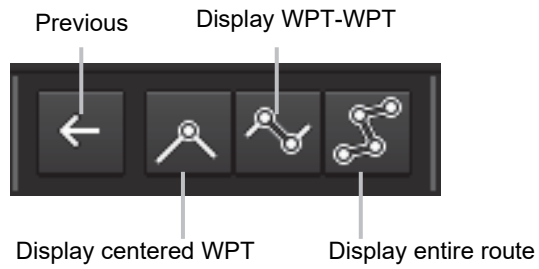 Previous
Display WPT-WPT
Display centered WPT
Display entire route